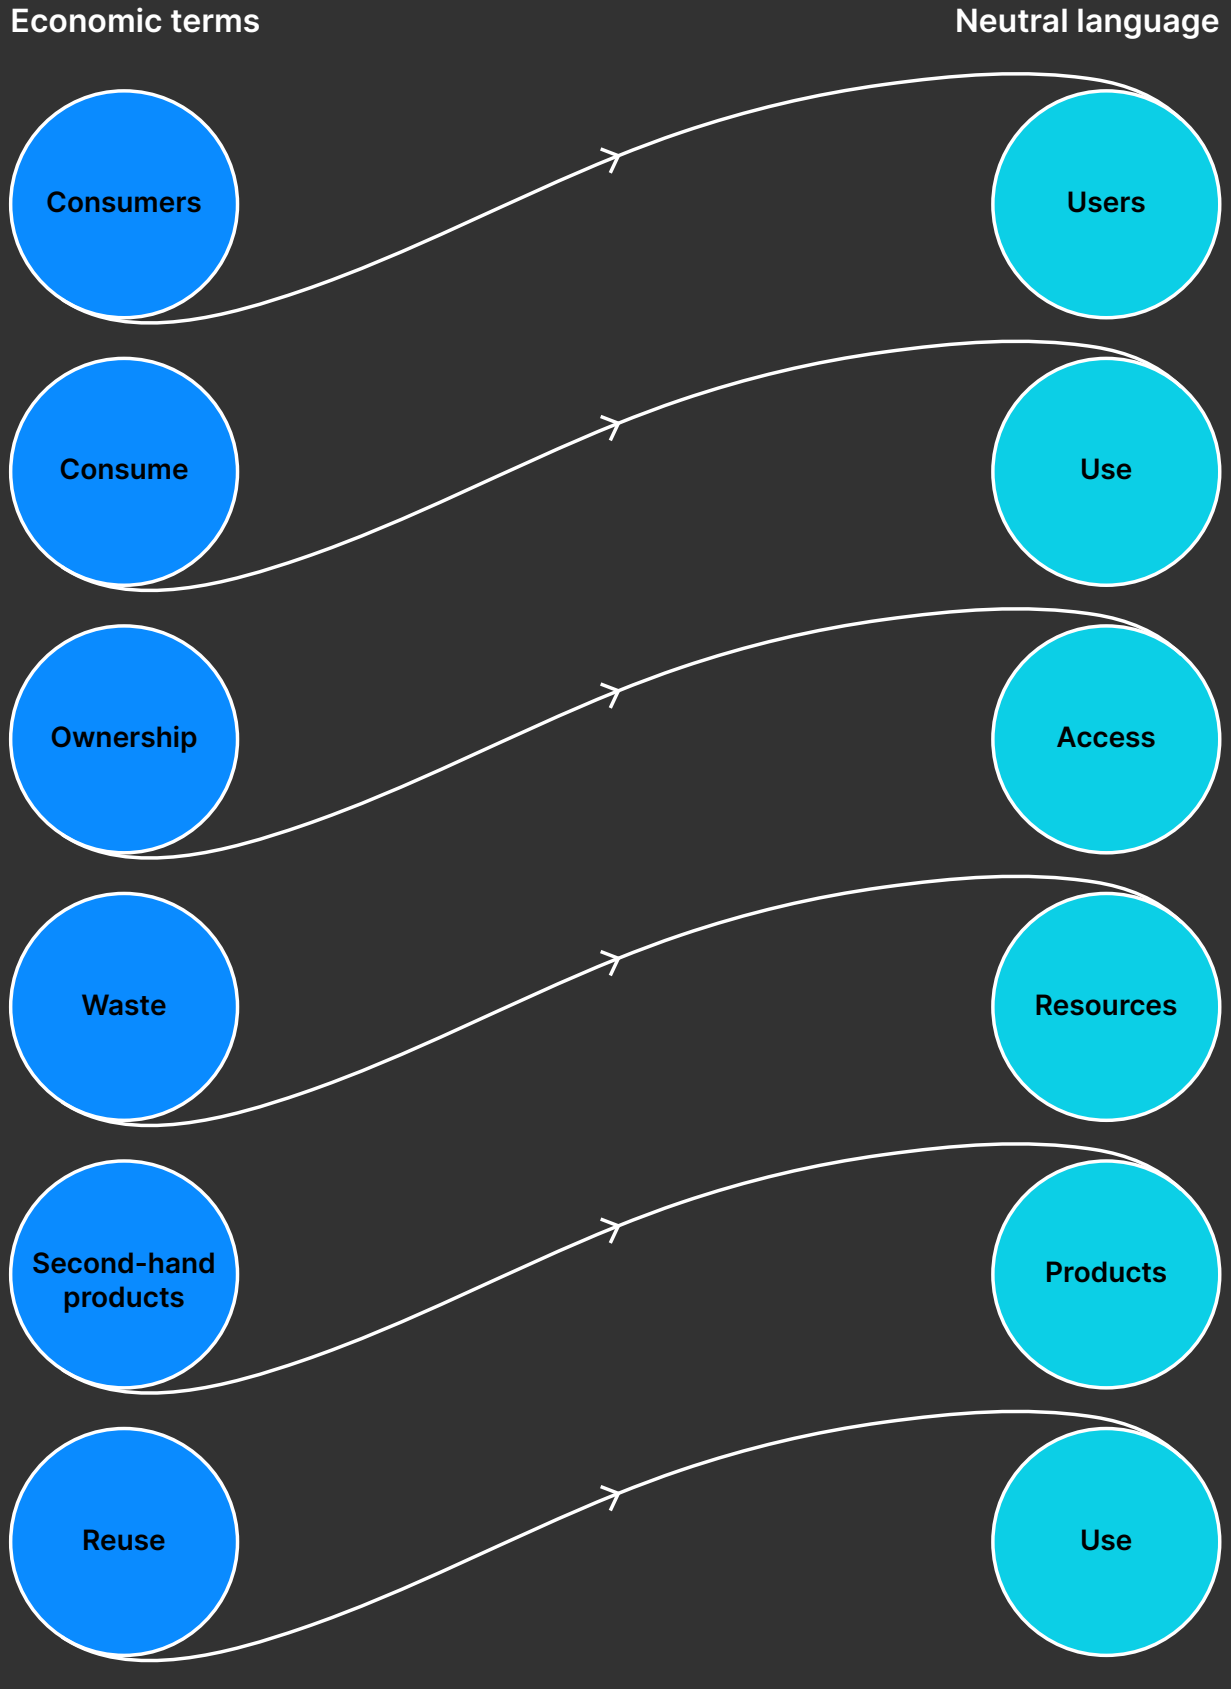 Economic terms
Neutral language
Consumers
Users
Consume
Use
Ownership
Access
Waste
Resources
Second-hand
products
Products
Reuse
Use